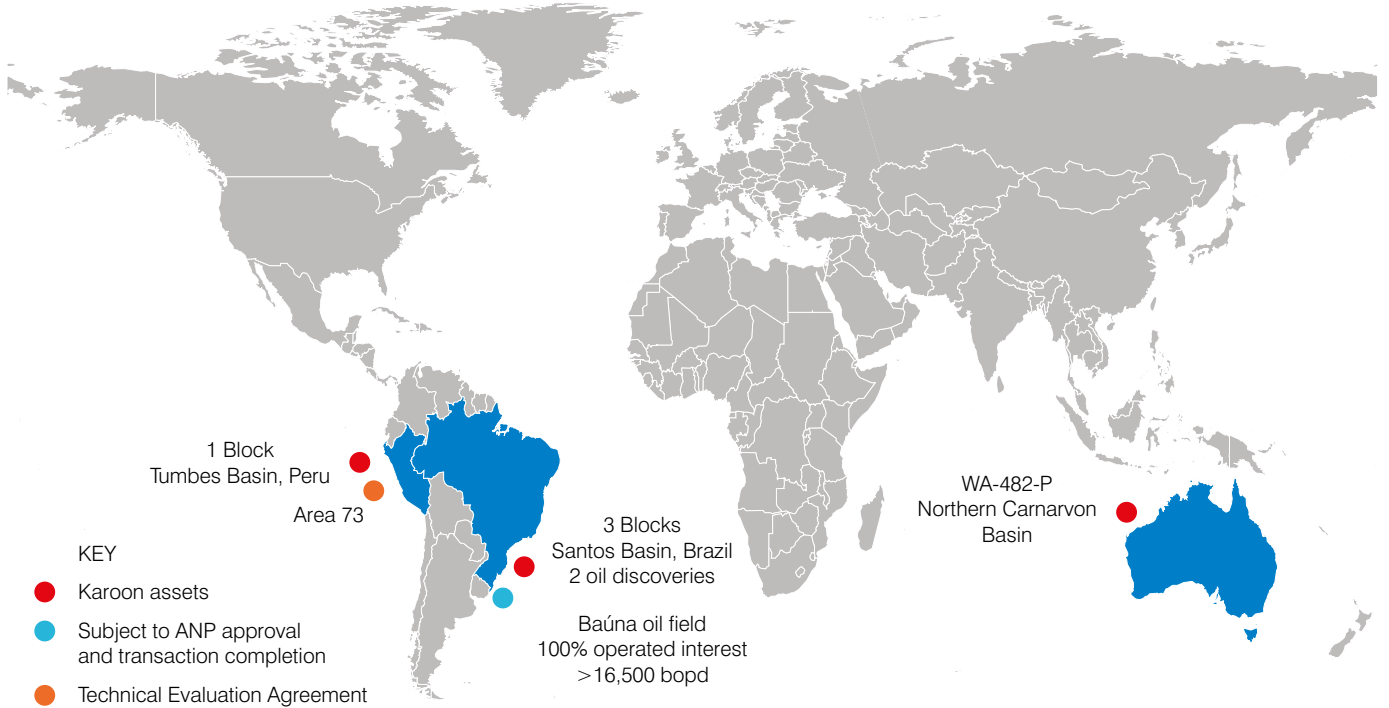 1 Block
Tumbes Basin, Peru
Area 73
KEY
Karoon assets
Subject to ANP approval
and transaction completion
Technical Evaluation Agreement
3 Blocks
Santos Basin, Brazil
2 oil discoveries
Baúna oil field
100% operated interest
>16,500 bopd
WA-482-P
Northern Carnarvon
Basin